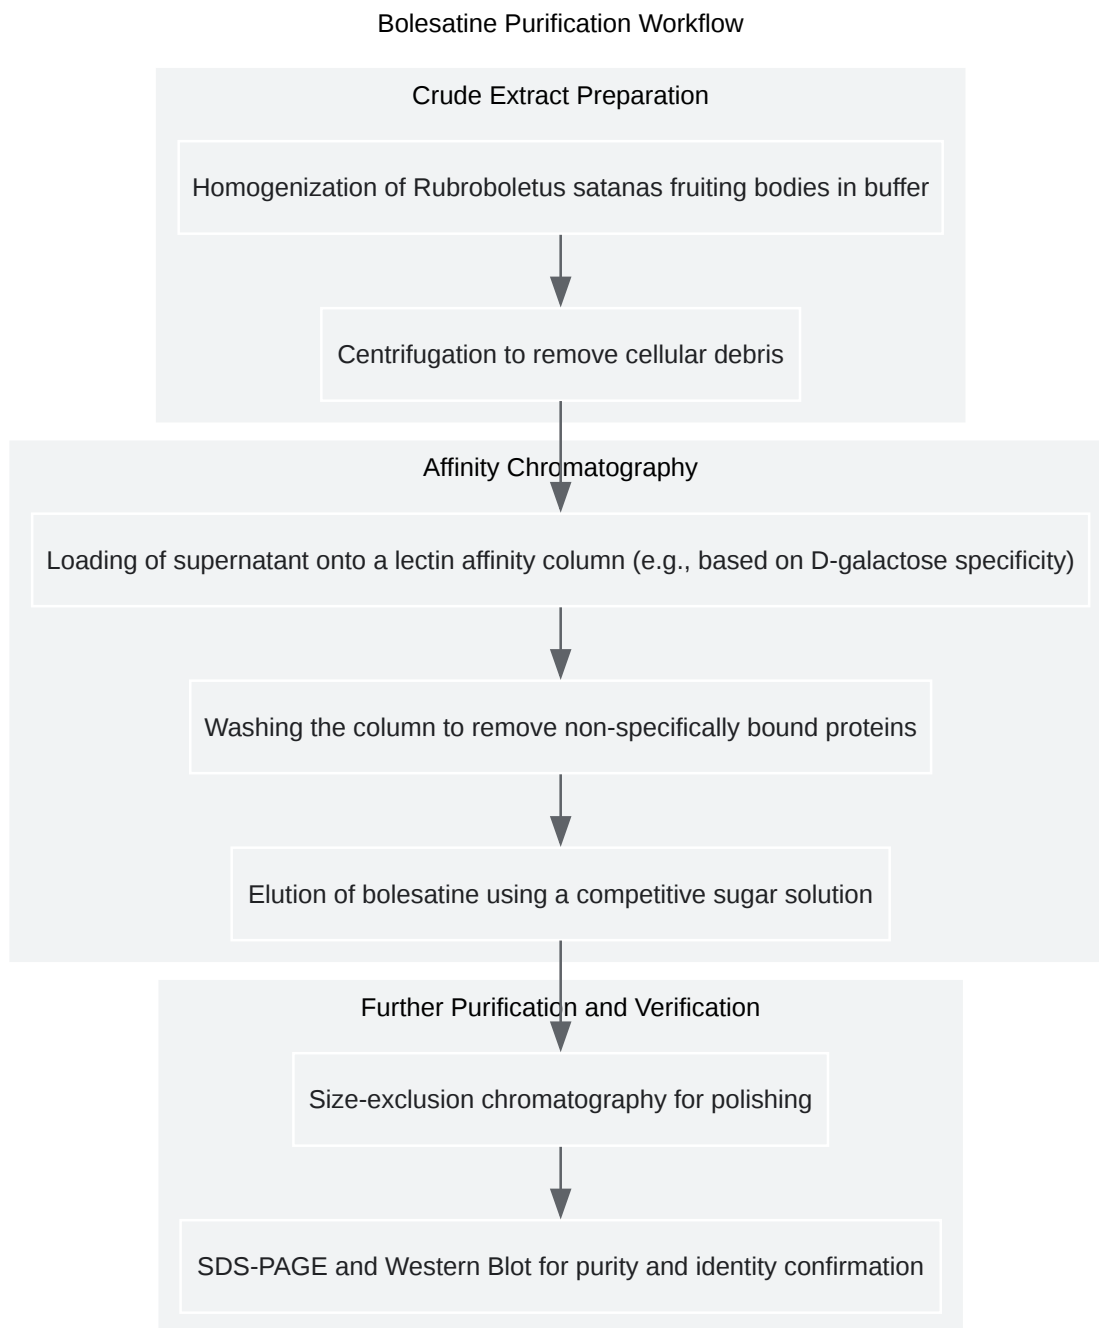 Bolesatine Purification Workflow
Crude Extract Preparation
Homogenization of Rubroboletus satanas fruiting bodies in buffer
Centrifugation to remove cellular debris
Affinity Chromatography
Loading of supernatant onto a lectin affinity column (e.g., based on D-galactose specificity)
Washing the column to remove non-specifically bound proteins
Elution of bolesatine using a competitive sugar solution
Further Purification and Verification
Size-exclusion chromatography for polishing
SDS-PAGE and Western Blot for purity and identity confirmation